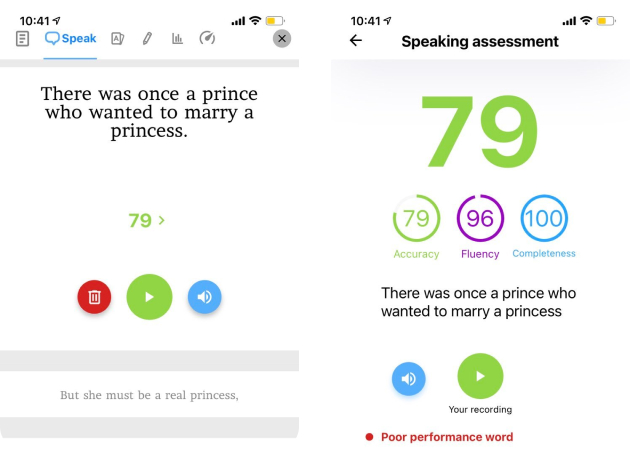 10:41
Speak
There was once a prince
who wanted to marry a
princess.
79 >
But she must be a real princess,
10:41
Speaking assessment
79
79
96
100
Accuracy
Fluency
Completeness
There was once a prince who
wanted to marry a princess
Your recording
Poor performance word